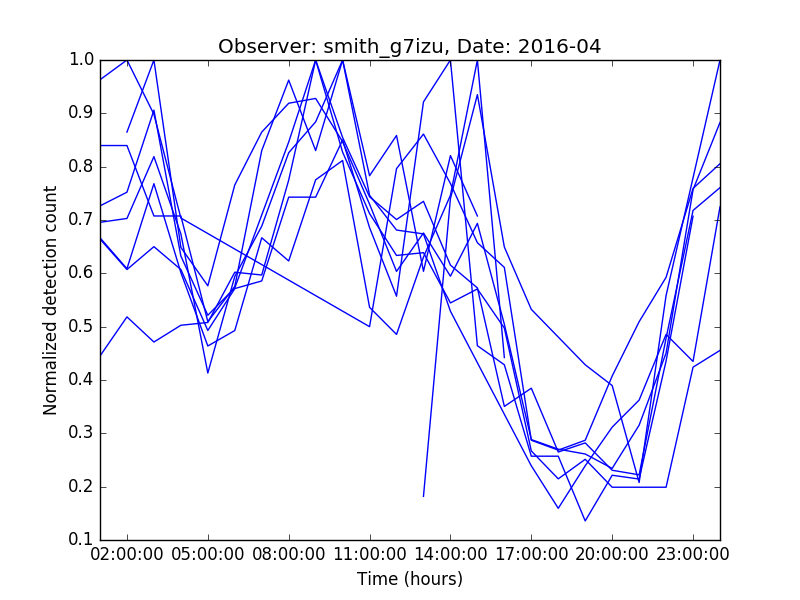 Observer: smith_g7izu, Date: 2016-04
1.0
0.9
0.8
0.7
0.6
0.5
0.4
0.3
0.2
0.1
Normalized detection count
02:00:00 05:00:00 08:00:00 11:00:00 14:00:00 17:00:00 20:00:00 23:00:00
Time (hours)